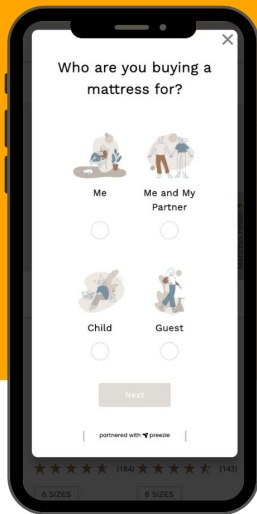 Who are you buying a
mattress for?
Me
Me and My
Partner
Child
Guest
Next
partnered with preezie
(184)
(143)
6 SIZES
6 SIZES